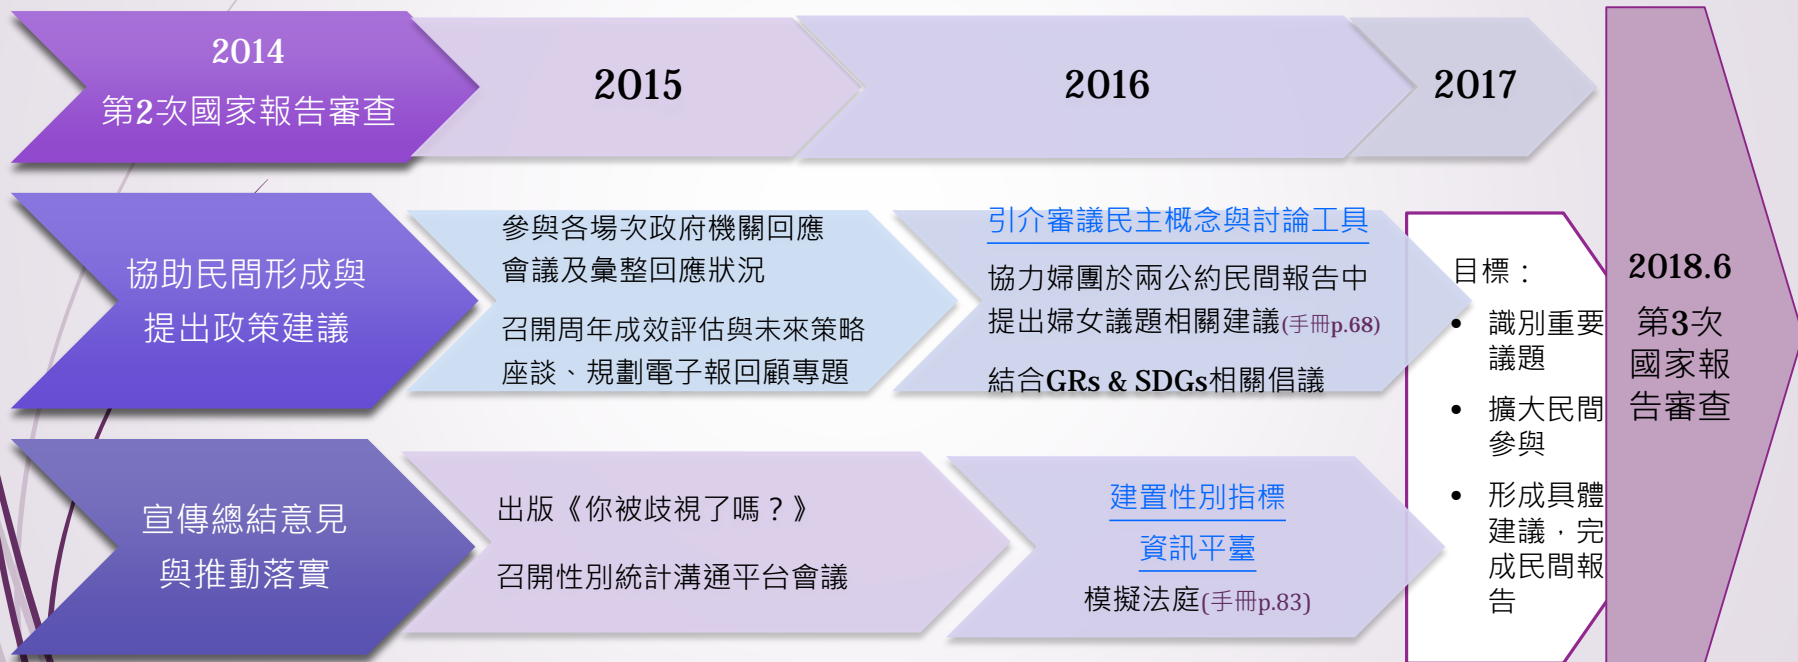 2014
第2次國家報告審查
2015
2016
2017
協助民間形成與
提出政策建議
參與各場次政府機關回應
會議及彙整回應狀況
召開周年成效評估與未來策略
座談、規劃電子報回顧專題
引介審議民主概念與討論工具
協力婦團於兩公約民間報告中
提出婦女議題相關建議(手冊p.68)
結合GRs & SDGs相關倡議
宣傳總結意見
與推動落實
出版《你被歧視了嗎？》
召開性別統計溝通平台會議
建置性別指標
資訊平臺
模擬法庭(手冊p.83)
目標：
• 識別重要
議題
• 擴大民間
參與
• 形成具體
建議，完
成民間報
告
2018.6
第3次
國家報
告審查